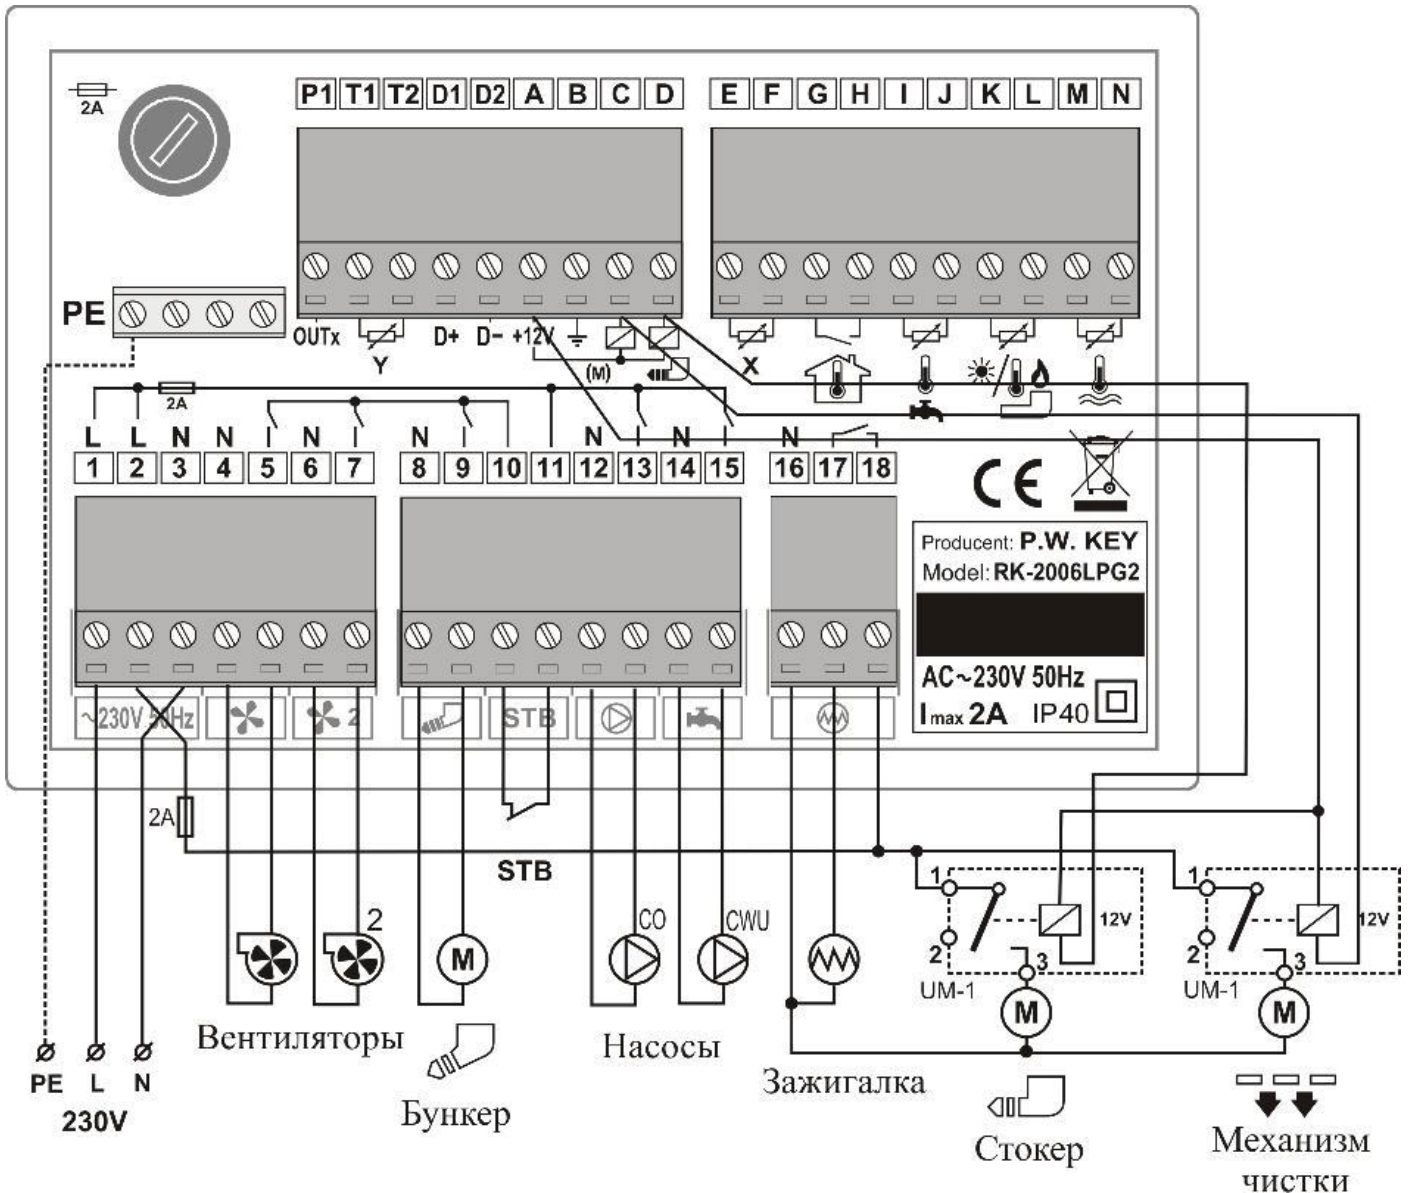 P1 T1 T2 D1 D2 A B C D E F G H I J K L M N
2A
PE
OUTx D+ D- +12V
Y
(M)
X
2A
L L N N N N N N N
1 2 3 4 5 6 7 8 9 10 11 12 13 14 15 16 17 18
CE
Producent: P.W. KEY
Model: RK-2006LPG2
AC~230V 50Hz
Imax 2A IP40
~230V 50Hz 2 STB
2A
STB
1 12V 1 12V
2 3 2 3
UM-1 UM-1
2 CO CWU
M M M
Вентиляторы
Насосы
Зажигалка
PE L N
230V
Бункер
Стокер
Механизм
чистки